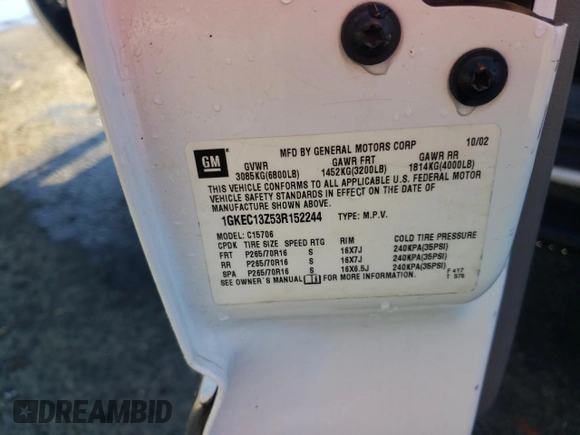 MFD BY GENERAL MOTORS CORP 10/02
GM GVWR GAWR FRT GAWR RR
3085KG(6800LB) 1452KG(3200LB) 1814KG(4000LB)
THIS VEHICLE CONFORMS TO ALL APPLICABLE U.S. FEDERAL MOTOR
VEHICLE SAFETY STANDARDS IN EFFECT ON THE DATE OF
MANUFACTURE SHOWN ABOVE.
1GKEC13Z53R152244 TYPE: M.P.V.
MODEL: C15706
CPDK TIRE SIZE SPEED RTG RIM COLD TIRE PRESSURE
FRT P265/70R16 S 16X7J 240KPA(35PSI)
RR P265/70R16 S 16X7J 240KPA(35PSI)
SPA P265/70R16 S 16X6.5J 240KPA(35PSI)
SEE OWNER'S MANUAL FOR MORE INFORMATION.
F 417
T 576
DREAMBID